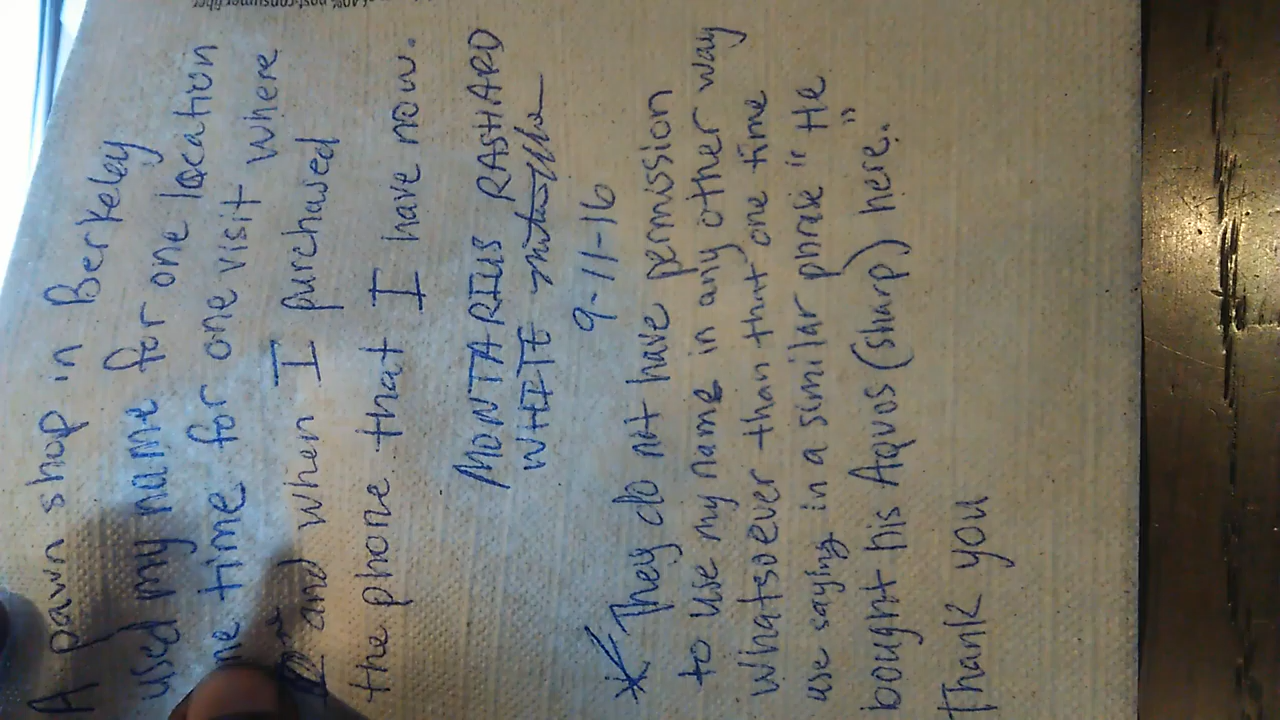 post-consumer fiber
A pawn shop in Berkeley
used my name for one location
one time for one visit where
and when I purchased
the phone that I have now.
MONTARIUS RASHARD
WHITE
9-11-16
* They do not have permission
to use my name in any other way
whatsoever than that one time
use saying in a similar phrase "He
bought his Aquos (sharp) here."
Thank you